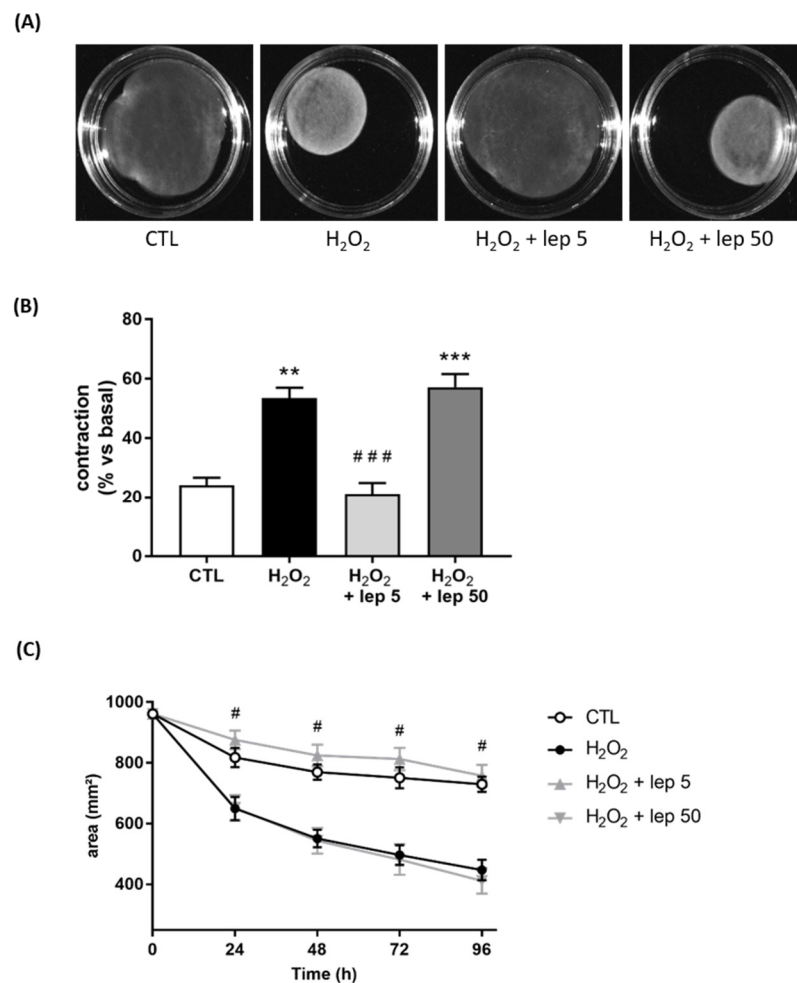 (A)
CTL
H₂O₂
H₂O₂ + lep 5
H₂O₂ + lep 50
(B)
80
60
40
20
0
contraction
(% vs basal)
**
# # #
***
CTL
H₂O₂
H₂O₂
+ lep 5
H₂O₂
+ lep 50
(C)
1000
800
600
400
area (mm²)
#
#
#
#
0
24
48
72
96
Time (h)
CTL
H₂O₂
H₂O₂ + lep 5
H₂O₂ + lep 50